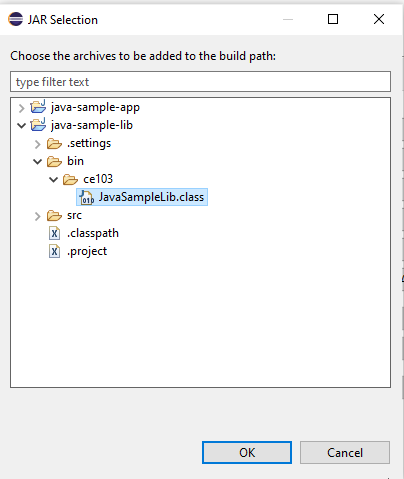 JAR Selection
Choose the archives to be added to the build path:
type filter text
java-sample-app
java-sample-lib
.settings
bin
ce103
JavaSampleLib.class
src
.classpath
.project
OK
Cancel